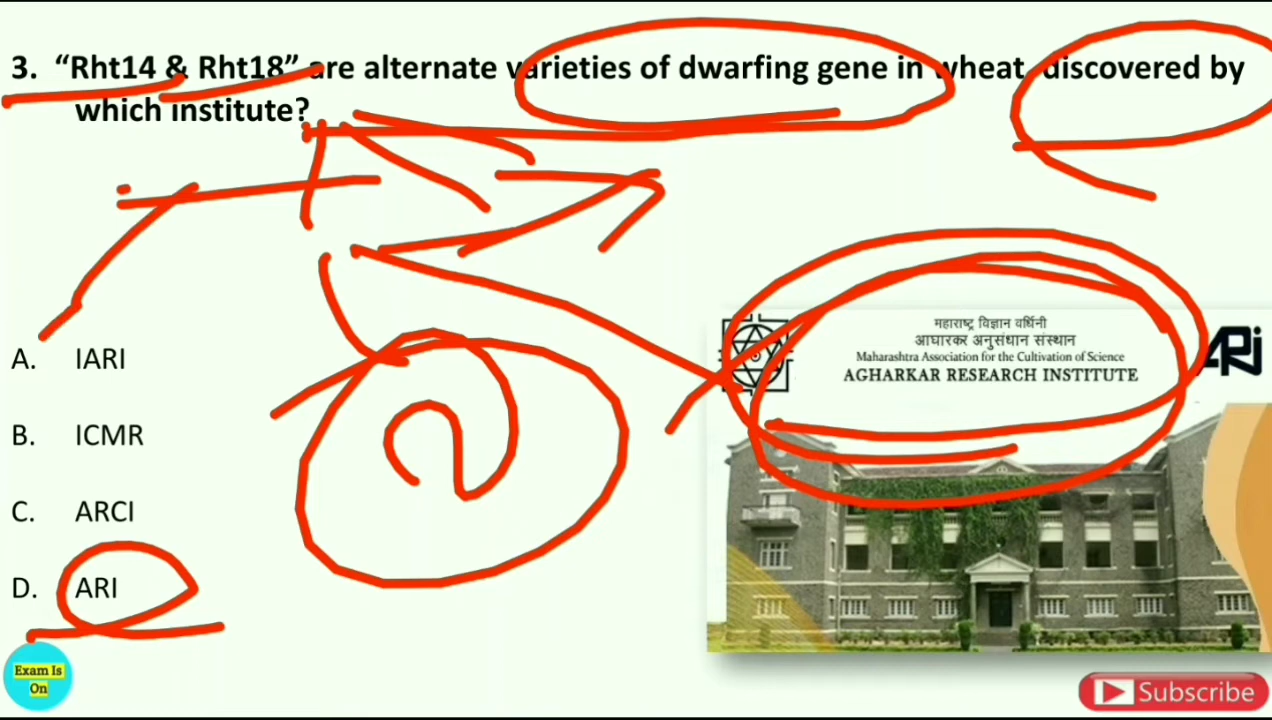 3. “Rht14 & Rht18” are alternate varieties of dwarfing gene in wheat, discovered by
which institute?
A. IARI
B. ICMR
C. ARCI
D. ARI
महाराष्ट्र विज्ञान वर्धिनी
आघारकर अनुसंधान संस्थान
Maharashtra Association for the Cultivation of Science
AGHARKAR RESEARCH INSTITUTE
ARi
Exam Is
On
Subscribe